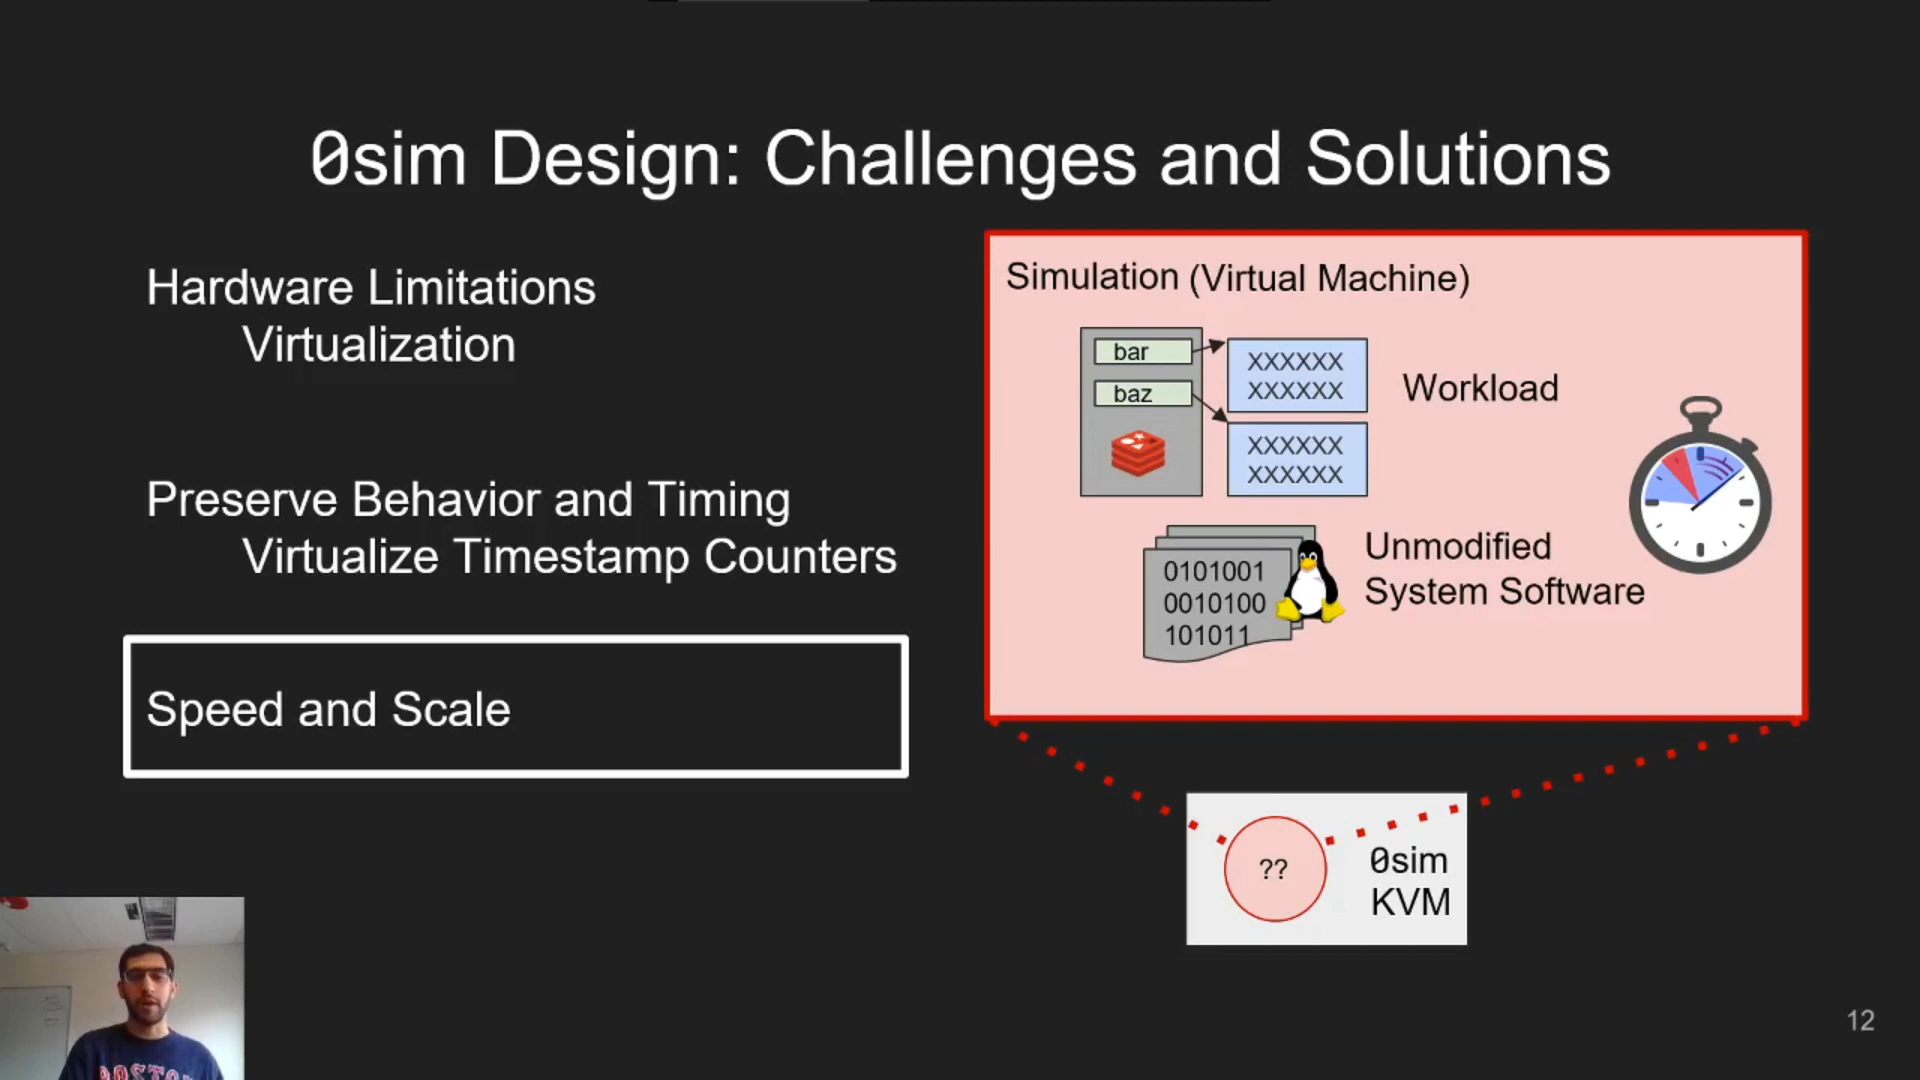 0sim Design: Challenges and Solutions
Hardware Limitations
Virtualization
Preserve Behavior and Timing
Virtualize Timestamp Counters
Speed and Scale
Simulation (Virtual Machine)
bar
baz
XXXXXX
XXXXXX
XXXXXX
XXXXXX
Workload
0101001
0010100
101011
Unmodified
System Software
??
0sim
KVM
BOSTON
12